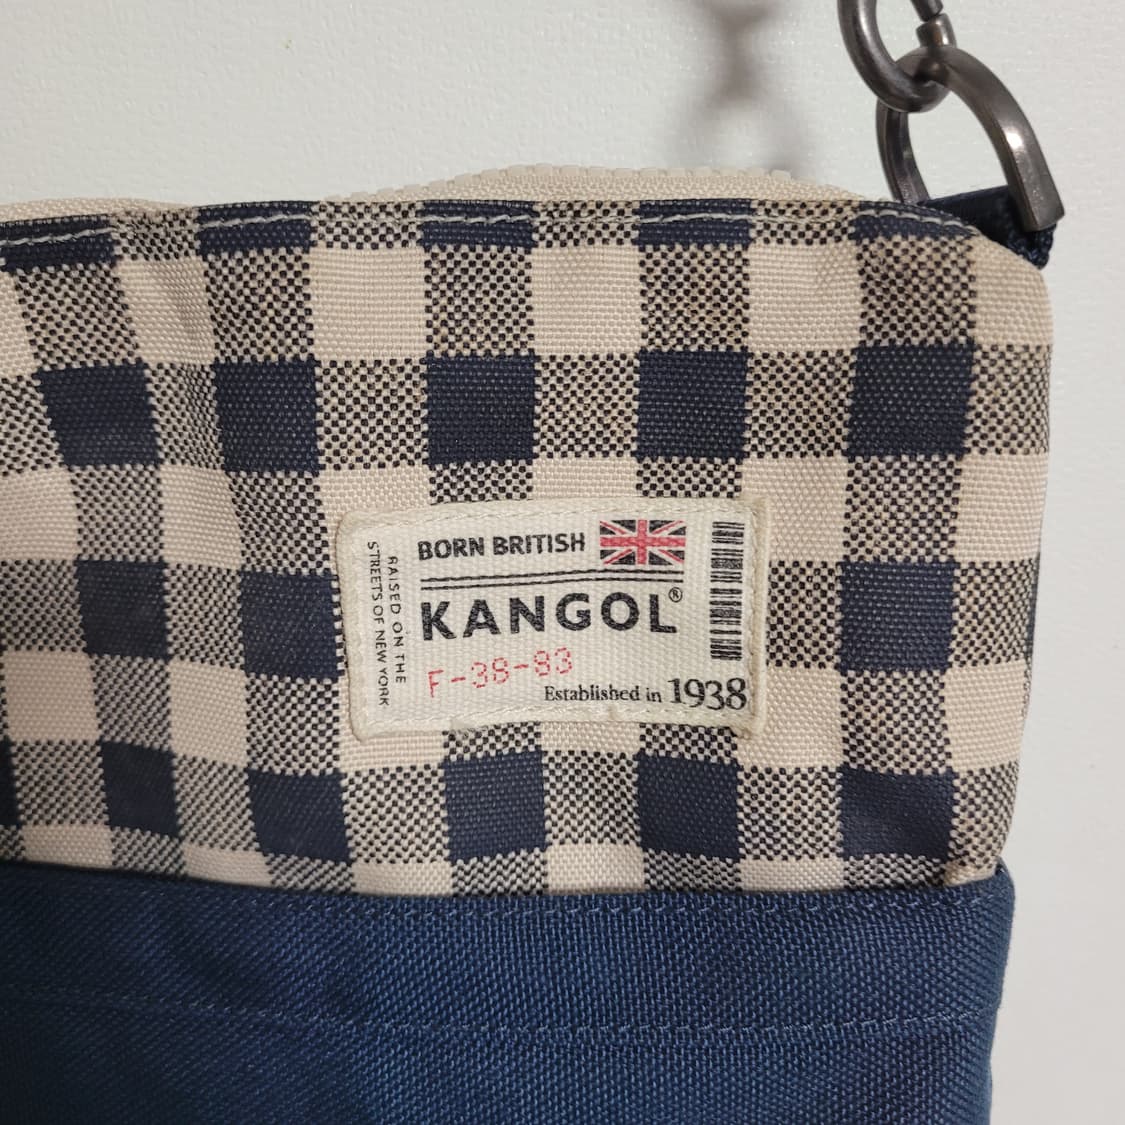 BORN BRITISH
KANGOL®
F-38-83
Established in 1938
RAISED ON THE
STREETS OF NEW YORK